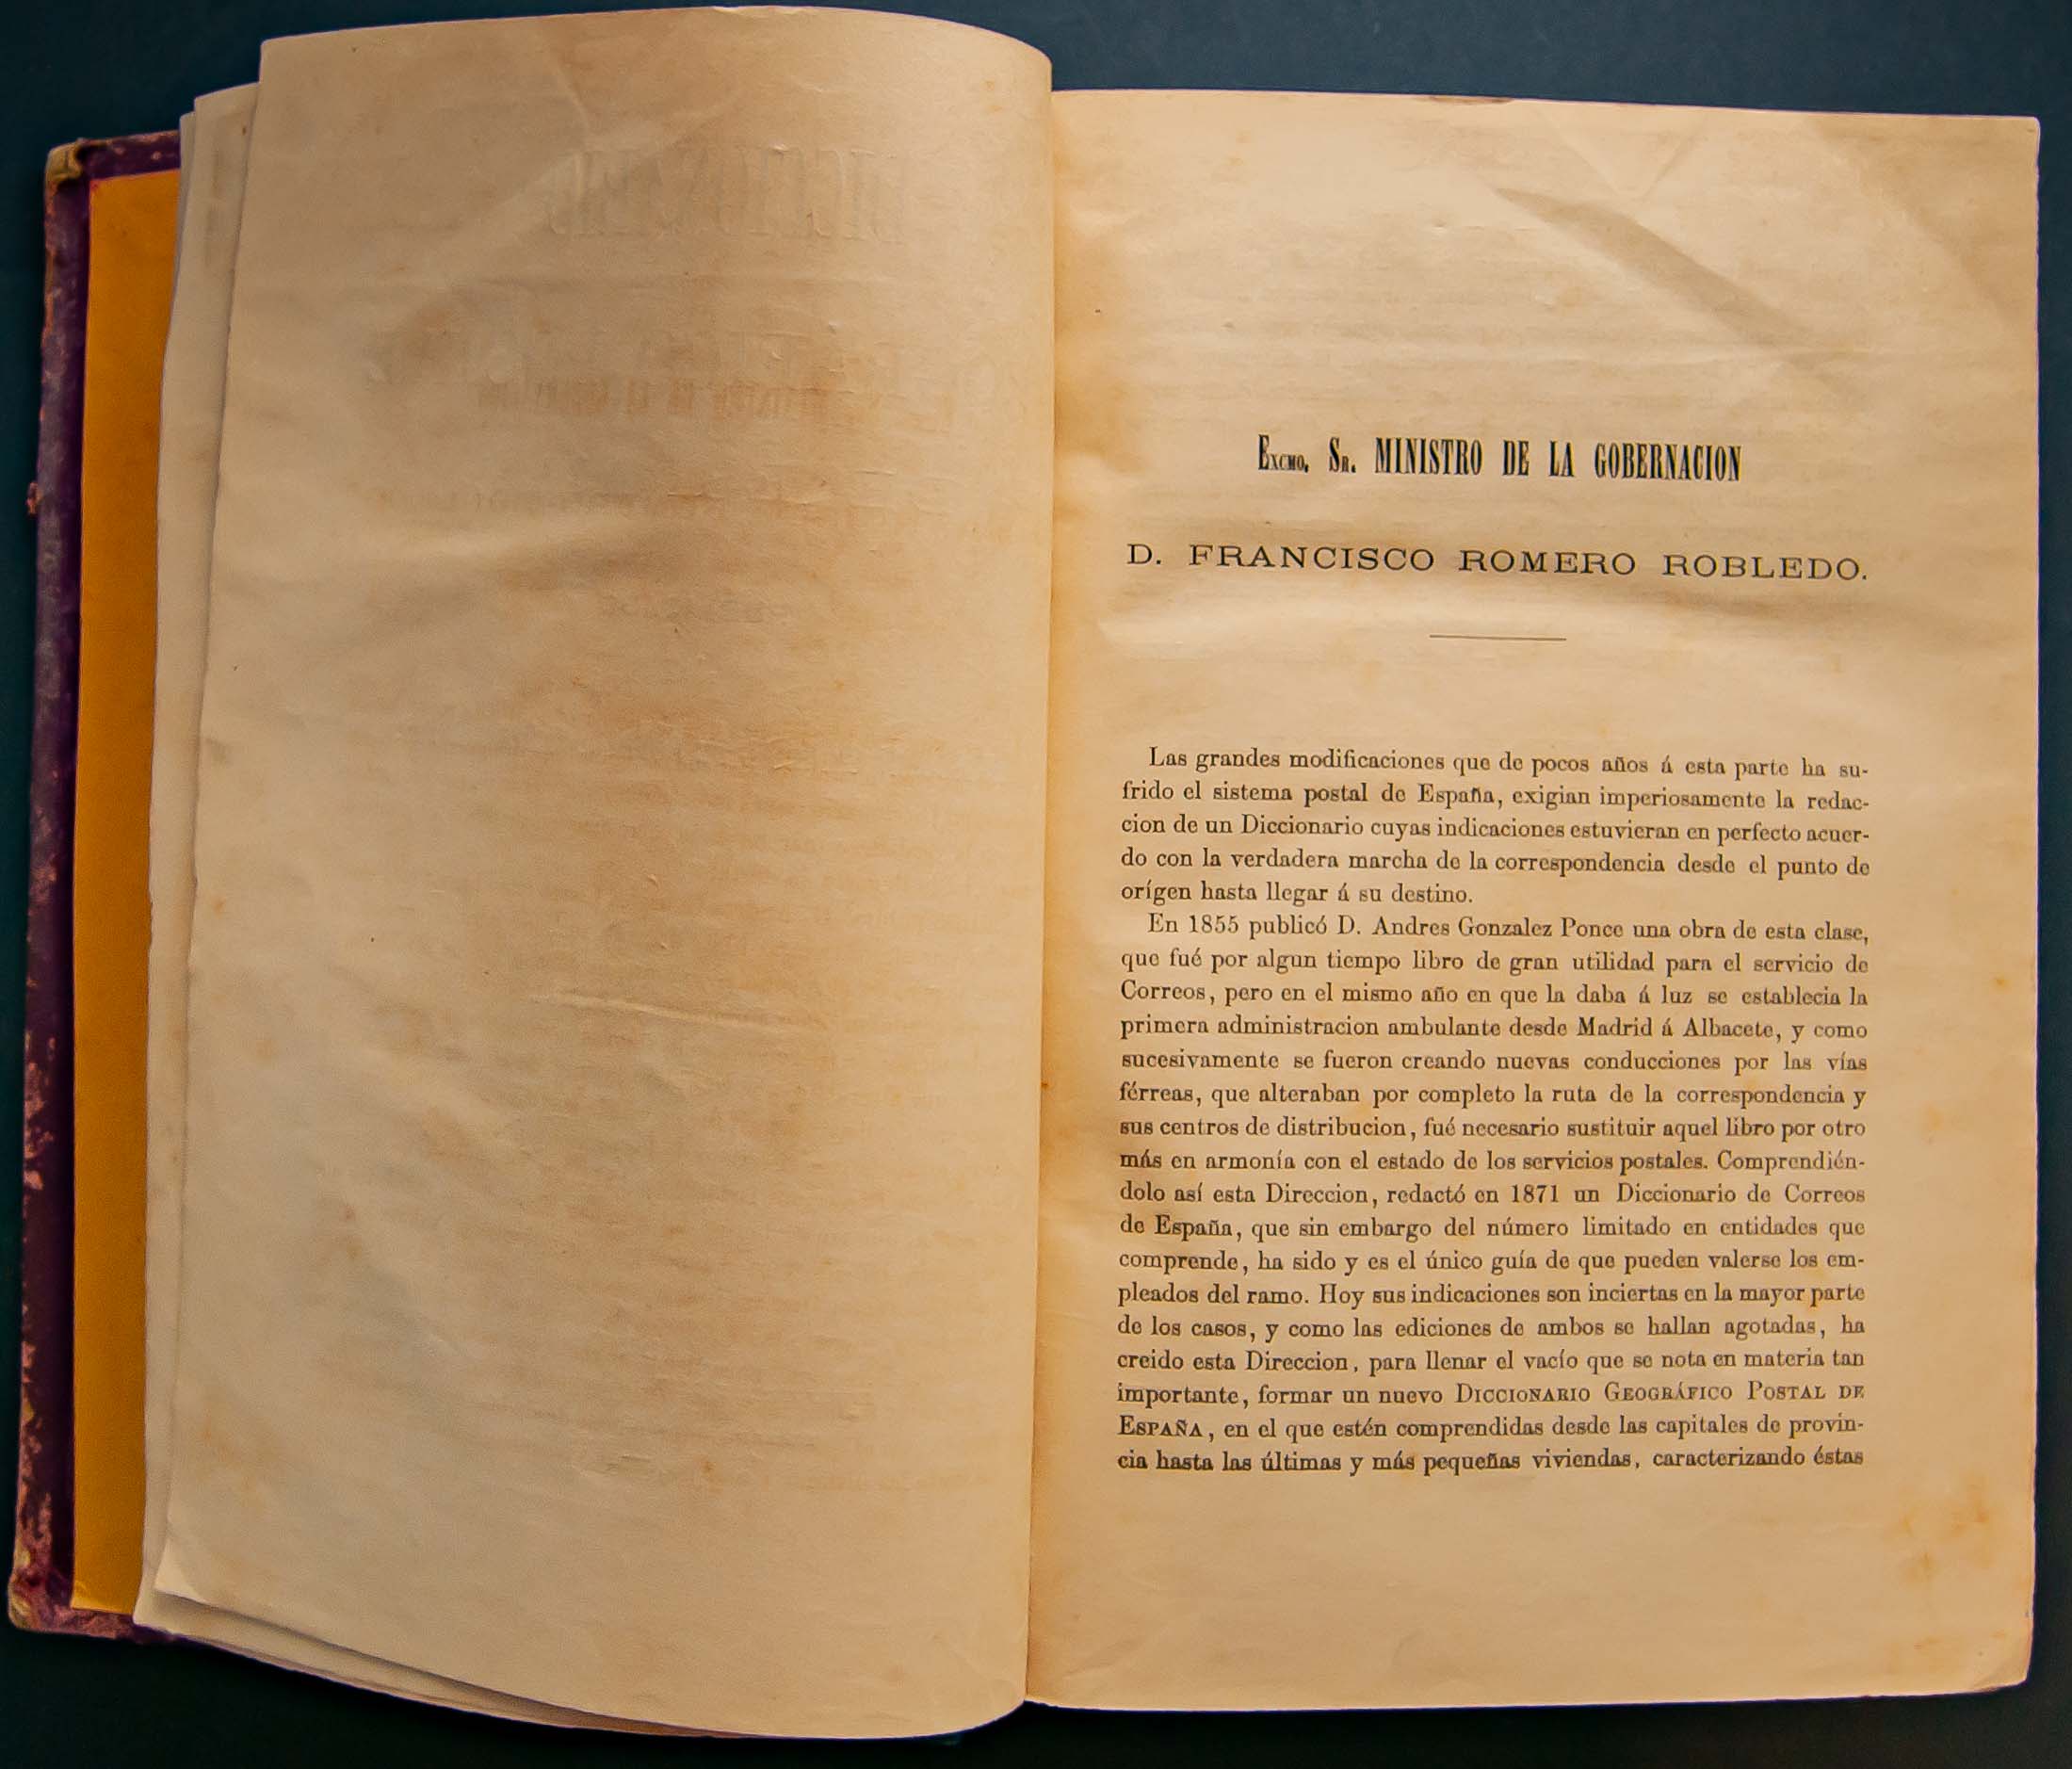 Excmo. Sr. MINISTRO DE LA GOBERNACION
D. FRANCISCO ROMERO ROBLEDO.
Las grandes modificaciones que de pocos años á esta parte ha su-
frido el sistema postal de España, exigian imperiosamente la redac-
cion de un Diccionario cuyas indicaciones estuvieran en perfecto acuer-
do con la verdadera marcha de la correspondencia desde el punto de
orígen hasta llegar á su destino.
En 1855 publicó D. Andres Gonzalez Ponce una obra de esta clase,
que fué por algun tiempo libro de gran utilidad para el servicio de
Correos, pero en el mismo año en que la daba á luz se establecia la
primera administracion ambulante desde Madrid á Albacete, y como
sucesivamente se fueron creando nuevas conducciones por las vías
férreas, que alteraban por completo la ruta de la correspondencia y
sus centros de distribucion, fué necesario sustituir aquel libro por otro
más en armonía con el estado de los servicios postales. Comprendién-
dolo así esta Direccion, redactó en 1871 un Diccionario de Correos
de España, que sin embargo del número limitado en entidades que
comprende, ha sido y es el único guía de que pueden valerse los em-
pleados del ramo. Hoy sus indicaciones son inciertas en la mayor parte
de los casos, y como las ediciones de ambos se hallan agotadas, ha
creido esta Direccion, para llenar el vacío que se nota en materia tan
importante, formar un nuevo Diccionario Geográfico Postal de
España, en el que estén comprendidas desde las capitales de provin-
cia hasta las últimas y más pequeñas viviendas, caracterizando éstas